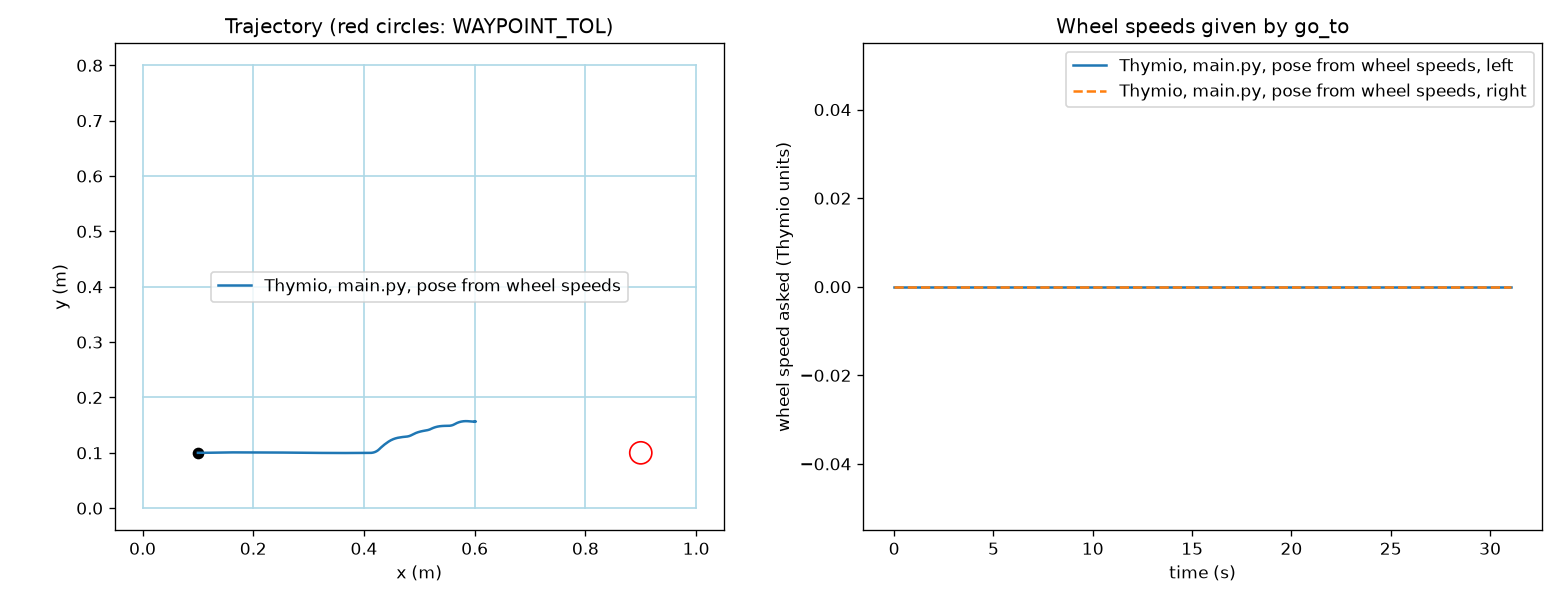 Trajectory (red circles: WAYPOINT_TOL)
0.8
0.7
0.6
0.5
0.4
0.3
0.2
0.1
0.0
y (m)
Thymio, main.py, pose from wheel speeds
0.0 0.2 0.4 0.6 0.8 1.0
x (m)
Wheel speeds given by go_to
Thymio, main.py, pose from wheel speeds, left
Thymio, main.py, pose from wheel speeds, right
0.04
0.02
0.00
−0.02
−0.04
wheel speed asked (Thymio units)
0 5 10 15 20 25 30
time (s)